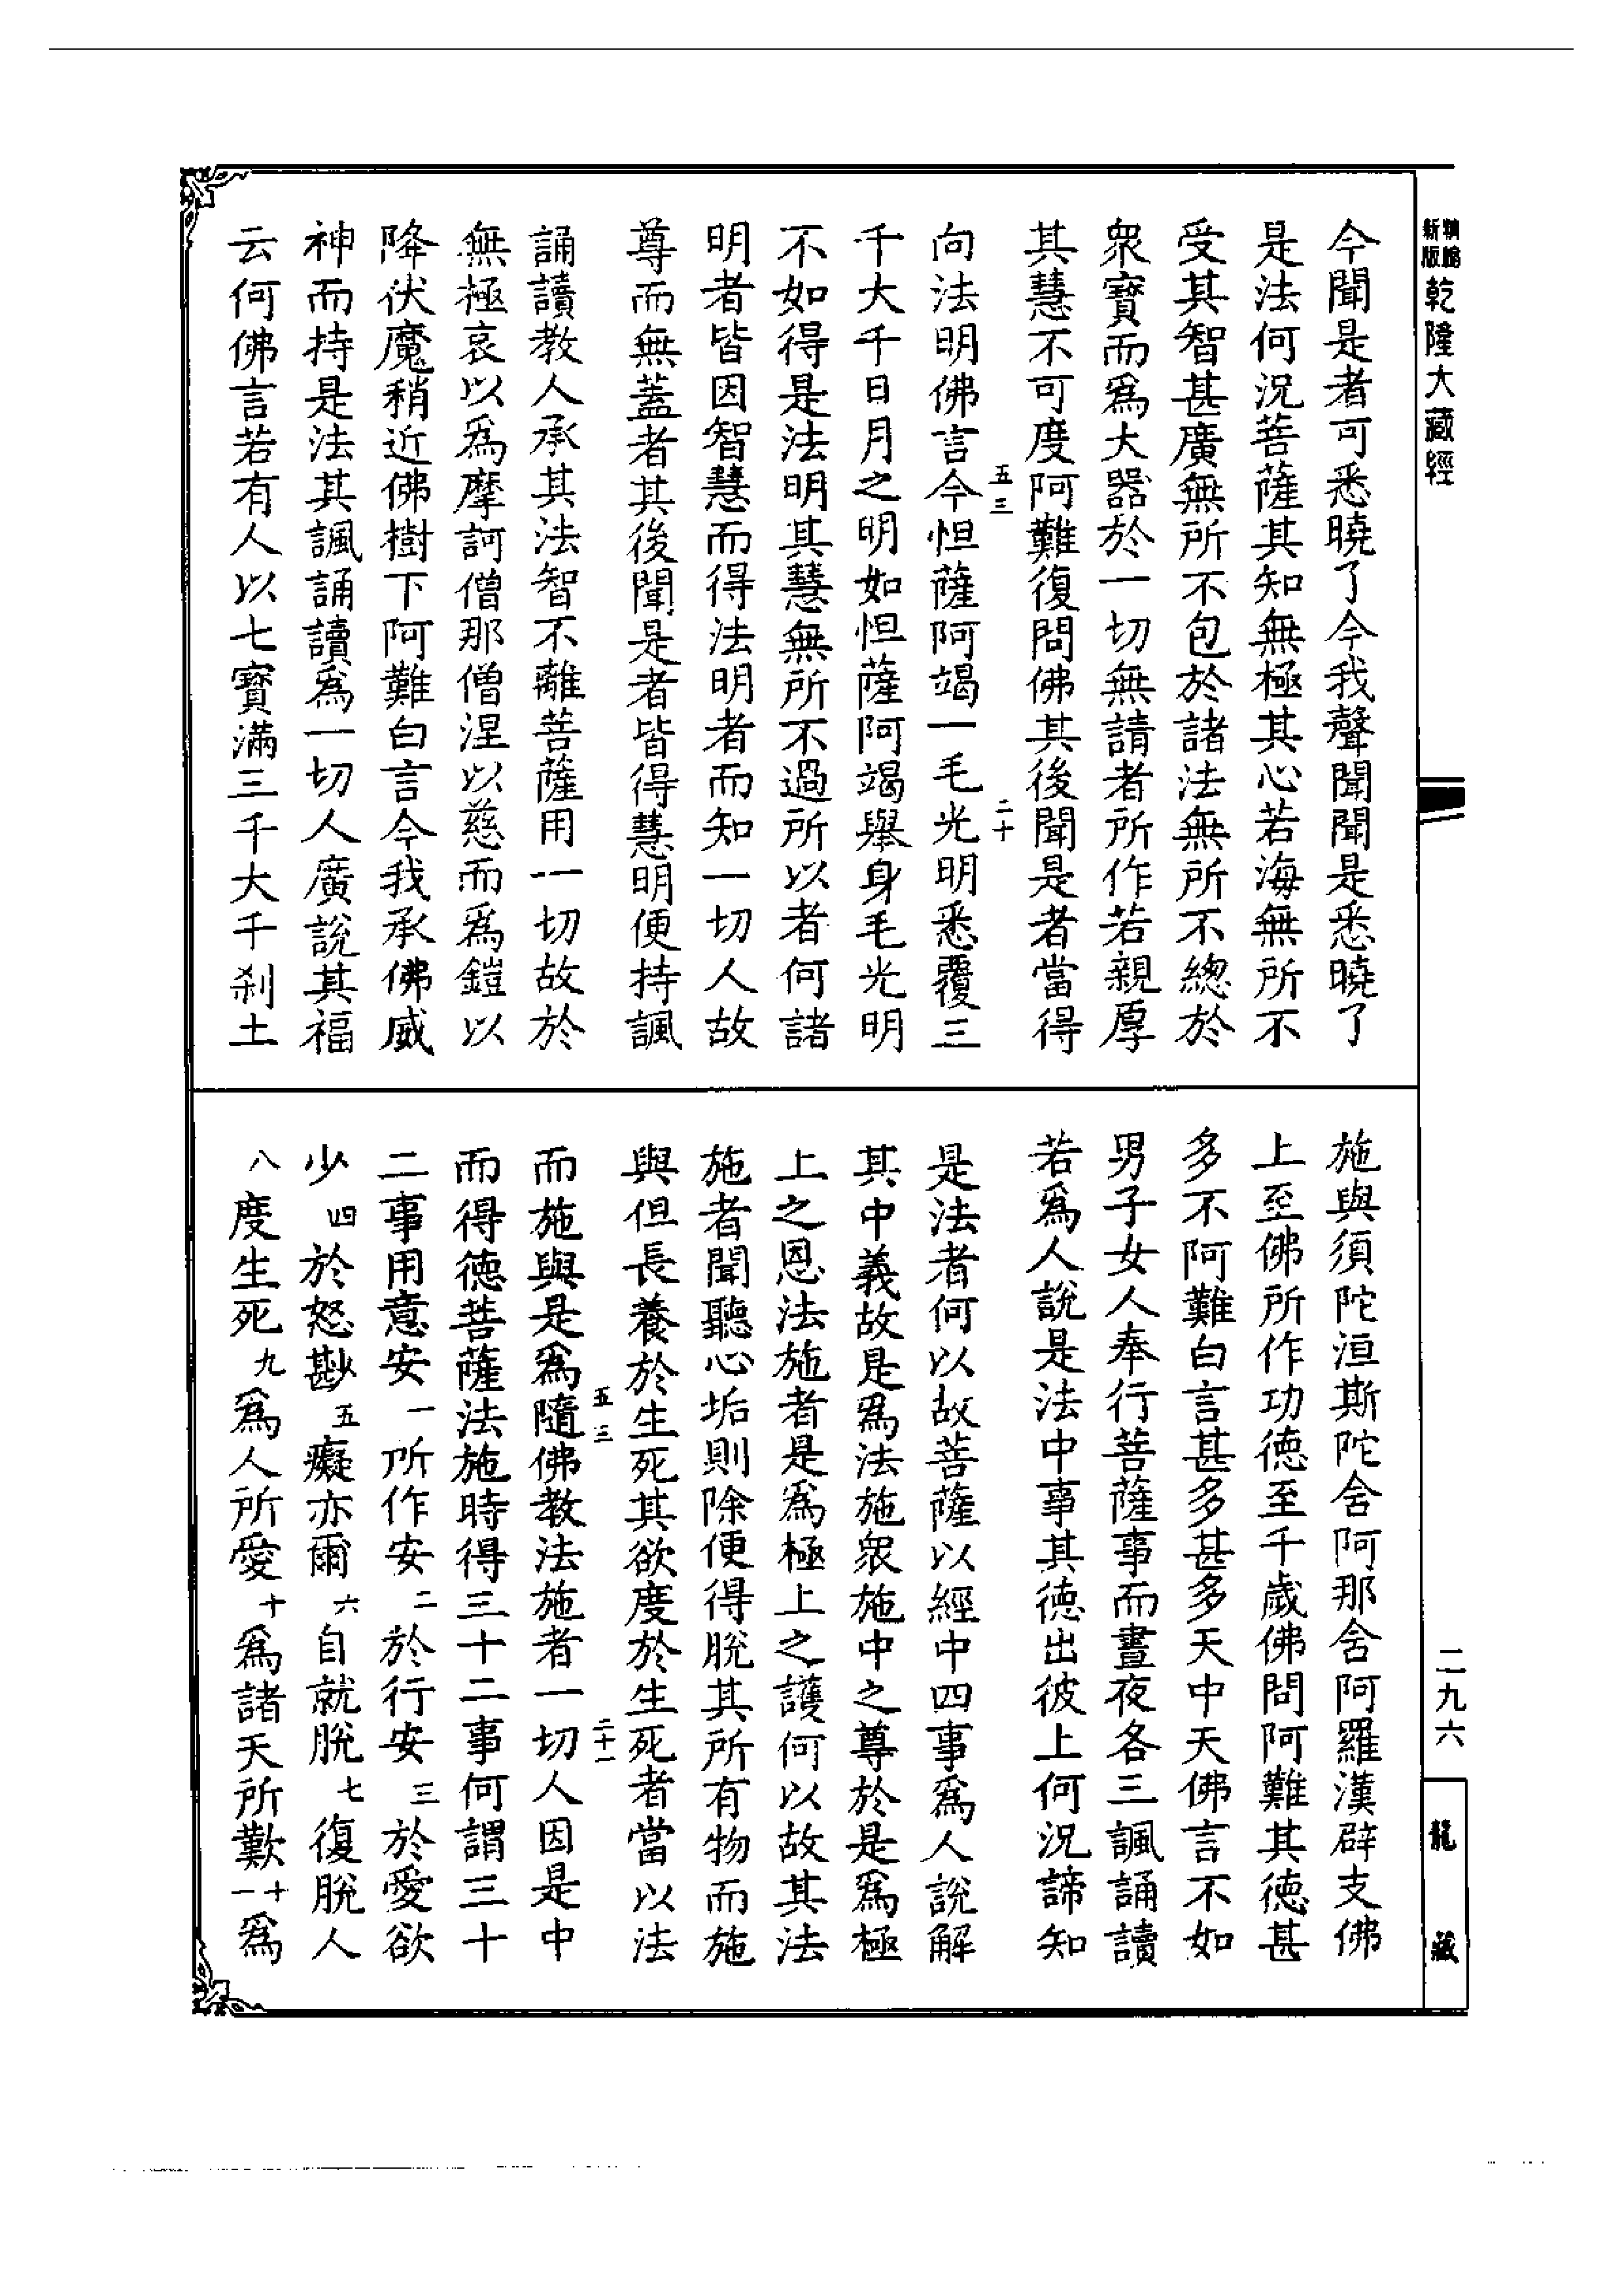 新版
精縮
乾隆大藏經
今聞是者可悉曉了今我聲聞聞是悉曉了
是法何況菩薩其知無極其心若海無所不
受其智甚廣無所不包於諸法無所不總於
衆寶而爲大器於一切無請者所作若親厚
其慧不可度阿難復問佛其後聞是者當得
五三
二十
向法明佛言今怛薩阿竭一毛光明悉覆三
千大千日月之明如怛薩阿竭舉身毛光明
不如得是法明其慧無所不過所以者何諸
明者皆因智慧而得法明者而知一切人故
尊而無蓋者其後聞是者皆得慧明便持諷
誦讀教人承其法智不離菩薩用一切故於
無極哀以爲摩訶僧那僧涅以慈而爲鎧以
降伏魔稍近佛樹下阿難白言今我承佛威
神而持是法其諷誦讀爲一切人廣說其福
云何佛言若有人以七寶滿三千大千刹土
二九六
龍藏
施與須陀洹斯陀含阿那含阿羅漢辟支佛
上至佛所作功德至千歲佛問阿難其德甚
多不阿難白言甚多甚多天中天佛言不如
男子女人奉行菩薩事而晝夜各三諷誦讀
若爲人說是法中事其德出彼上何況諦知
是法者何以故菩薩以經中四事爲人說解
其中義故是爲法施衆施中之尊於是爲極
上之恩法施者是爲極上之護何以故其法
施者聞聽心垢則除便得脫其所有物而施
與但長養於生死其欲度於生死者當以法
五三
二十一
而施與是爲隨佛教法施者一切人因是中
而得德菩薩法施時得三十二事何謂三十
二事用意安一所作安二於行安三於愛欲
少四於怒尠五癡亦爾六自就脫七復脫人
八度生死九爲人所愛十爲諸天所歎十一爲